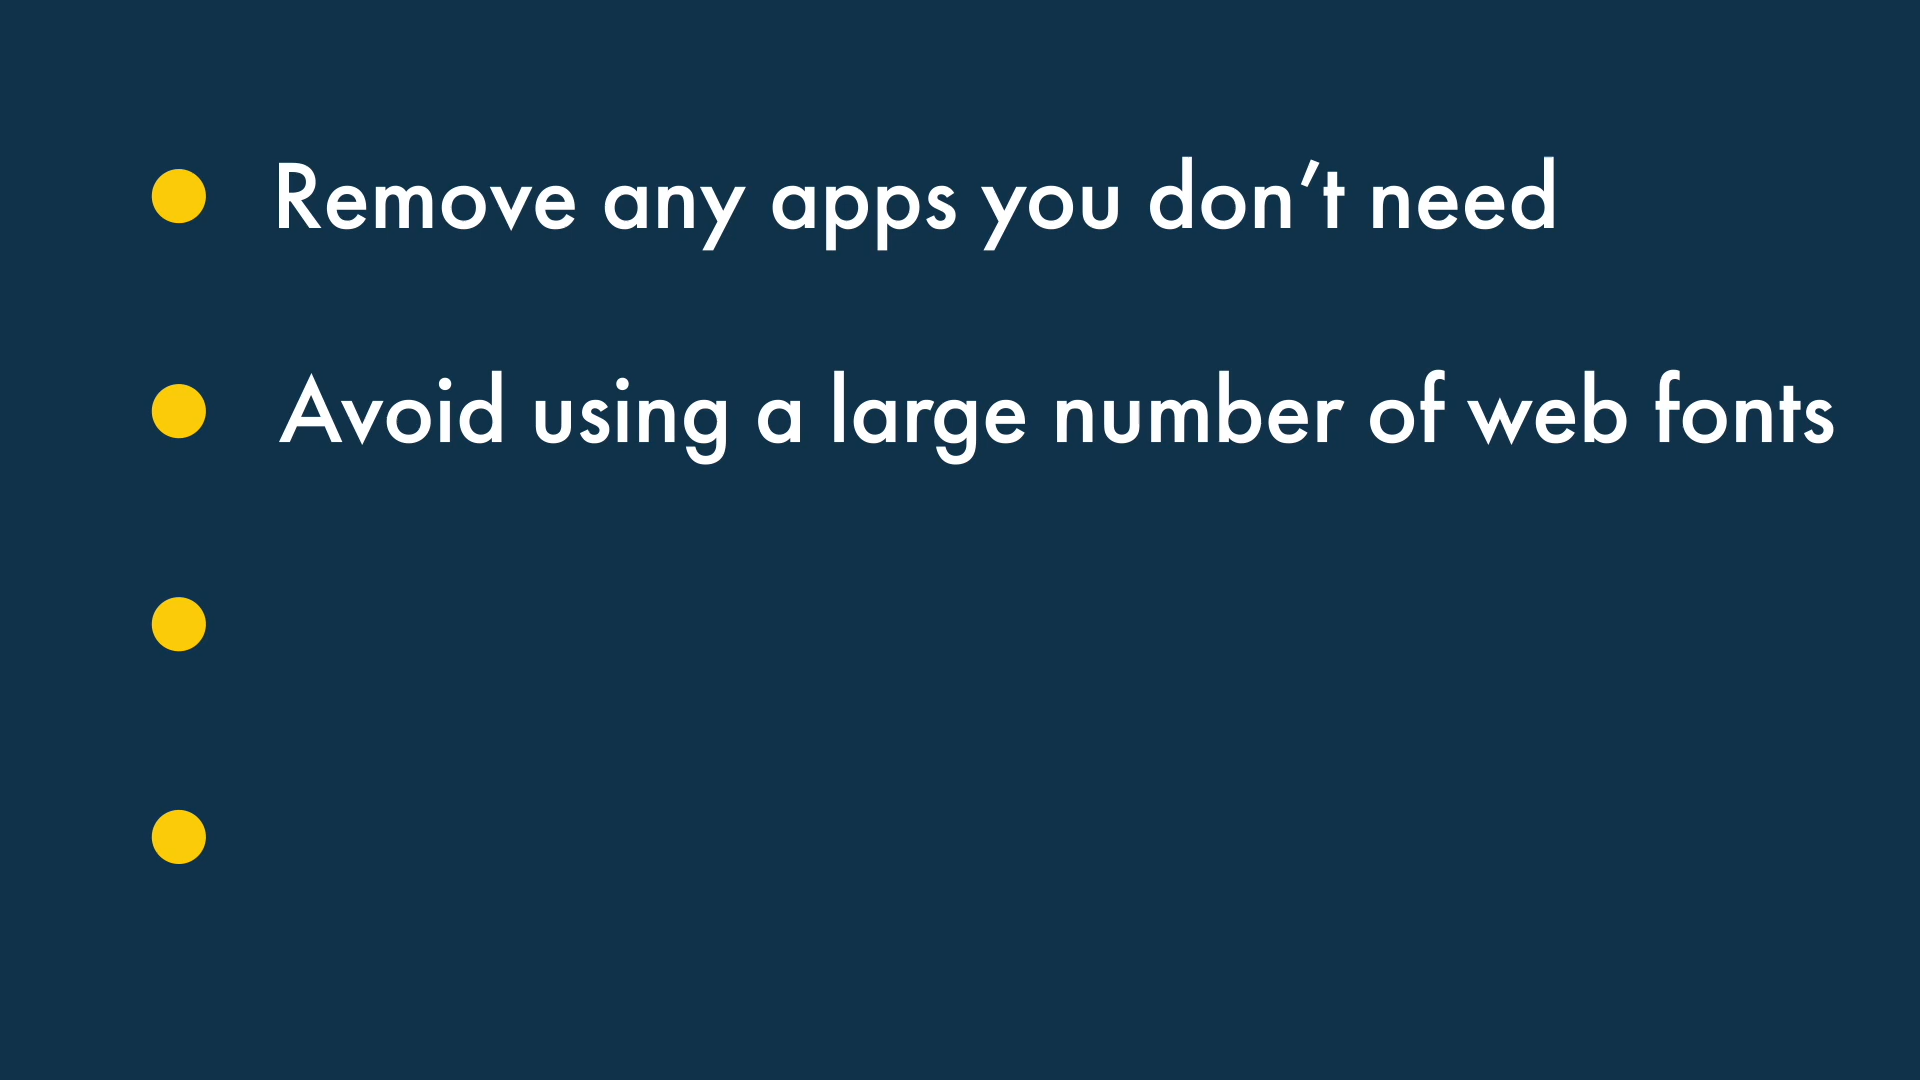 Remove any apps you don’t need
Avoid using a large number of web fonts